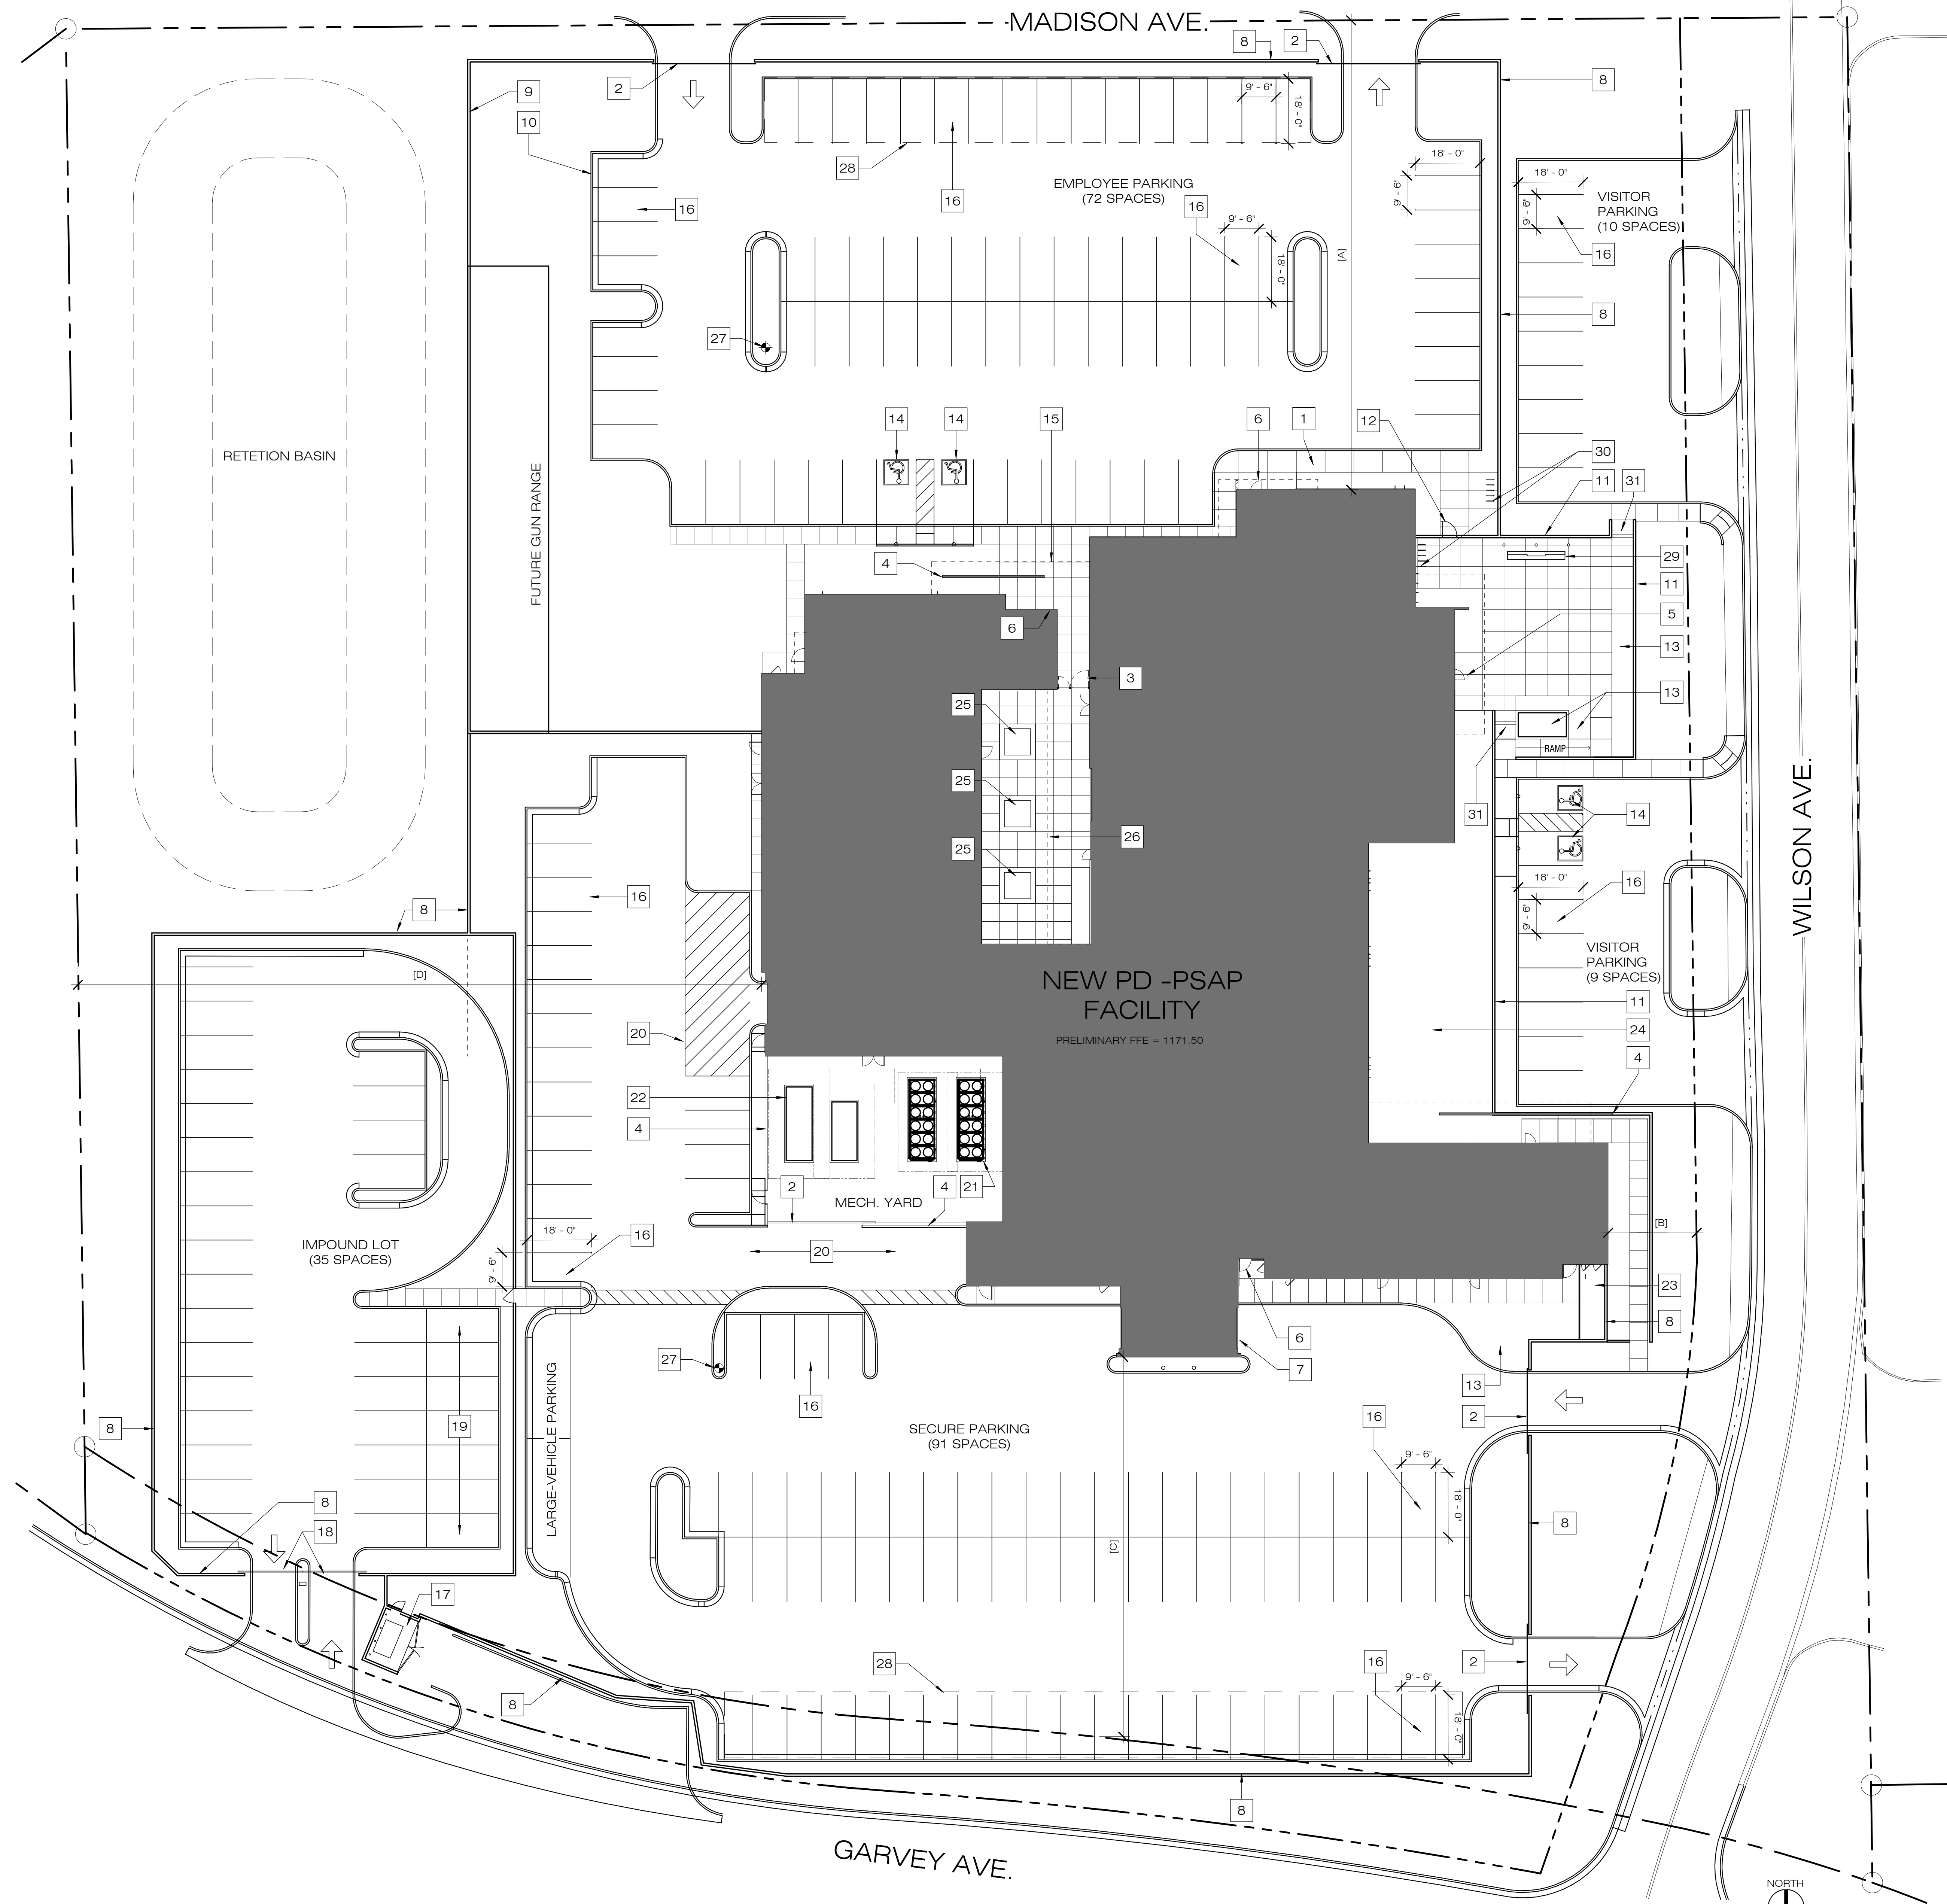 MADISON AVE.
8
2
8
9
2
10
9' - 6"
18' - 0"
28
16
EMPLOYEE PARKING
(72 SPACES)
18' - 0"
9' - 6"
18' - 0"
9' - 6"
VISITOR
PARKING
(10 SPACES)
16
16
16
9' - 6"
18' - 0"
[A]
8
27
14
14
15
6
1
12
30
11
31
RETETION BASIN
FUTURE GUN RANGE
4
29
11
5
6
13
3
13
25
RAMP
31
25
26
14
25
16
18' - 0"
9' - 6"
16
8
VISITOR
PARKING
(9 SPACES)
[D]
NEW PD -PSAP
FACILITY
PRELIMINARY FFE = 1171.50
11
24
4
20
22
4
WILSON AVE.
2
4
21
MECH. YARD
[B]
IMPOUND LOT
(35 SPACES)
18' - 0"
9' - 6"
16
20
23
8
6
7
27
16
13
2
LARGE-VEHICLE PARKING
8
19
SECURE PARKING
(91 SPACES)
16
9' - 6"
18' - 0"
8
18
8
[C]
17
28
16
2
9' - 6"
18' - 0"
8
8
GARVEY AVE.
NORTH